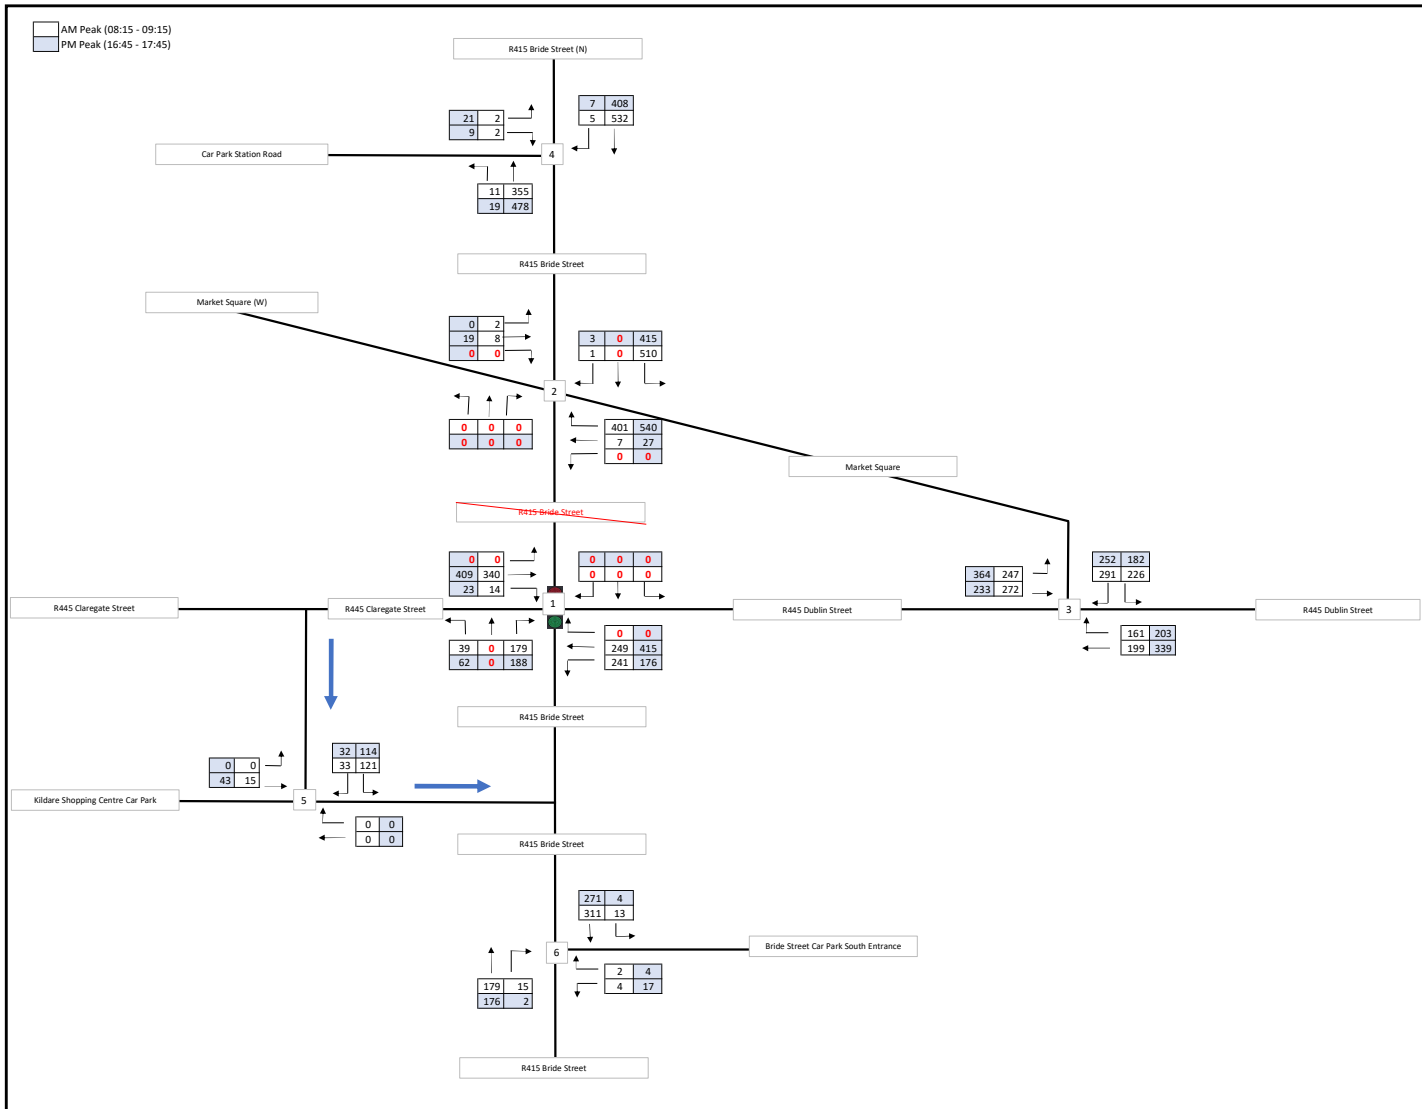 AM Peak (08:15 - 09:15)
PM Peak (16:45 - 17:45)
R415 Bride Street (N)
7 408
5 532
21 2
9 2
Car Park Station Road
4
11 355
19 478
R415 Bride Street
Market Square (W)
0 2
19 8
0 0
3 0 415
1 0 510
2
0 0 0
0 0 0
401 540
7 27
0 0
Market Square
R415 Bride Street
0 0
409 340
23 14
0 0 0
0 0 0
364 247
233 272
252 182
291 226
R445 Claregate Street
R445 Claregate Street
1
R445 Dublin Street
3
R445 Dublin Street
39 0 179
62 0 188
0 0
249 415
241 176
161 203
199 339
R415 Bride Street
0 0
43 15
32 114
33 121
Kildare Shopping Centre Car Park
5
0 0
0 0
R415 Bride Street
271 4
311 13
6
Bride Street Car Park South Entrance
179 15
176 2
2 4
4 17
R415 Bride Street